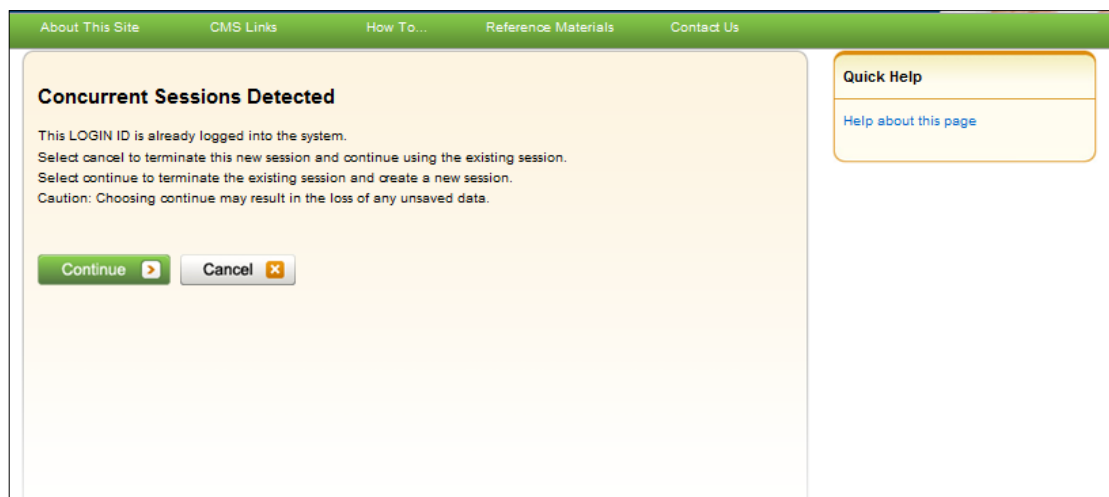 About This Site CMS Links How To... Reference Materials Contact Us
Concurrent Sessions Detected
This LOGIN ID is already logged into the system.
Select cancel to terminate this new session and continue using the existing session.
Select continue to terminate the existing session and create a new session.
Caution: Choosing continue may result in the loss of any unsaved data.
Continue Cancel
Quick Help
Help about this page